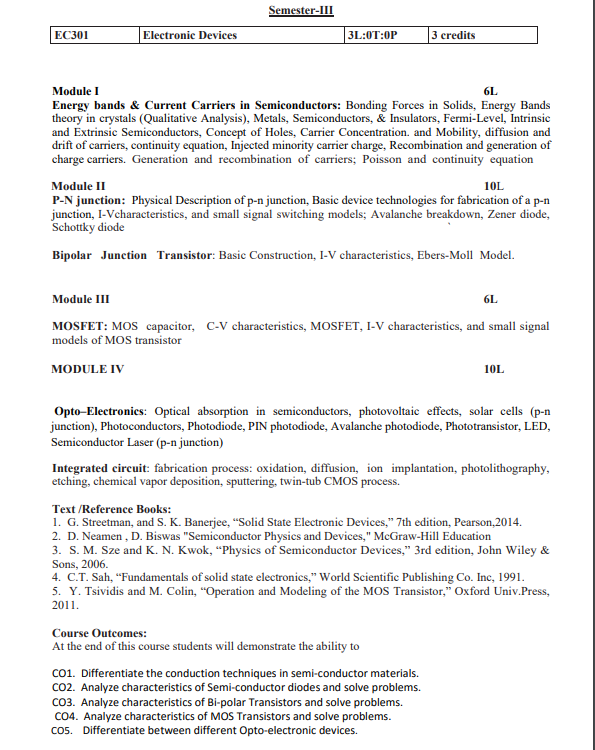 Semester-III
EC301 Electronic Devices 3L:0T:0P 3 credits
Module I 6L
Energy bands & Current Carriers in Semiconductors: Bonding Forces in Solids, Energy Bands
theory in crystals (Qualitative Analysis), Metals, Semiconductors, & Insulators, Fermi-Level, Intrinsic
and Extrinsic Semiconductors, Concept of Holes, Carrier Concentration. and Mobility, diffusion and
drift of carriers, continuity equation, Injected minority carrier charge, Recombination and generation of
charge carriers. Generation and recombination of carriers; Poisson and continuity equation
Module II 10L
P-N junction: Physical Description of p-n junction, Basic device technologies for fabrication of a p-n
junction, I-Vcharacteristics, and small signal switching models; Avalanche breakdown, Zener diode,
Schottky diode
Bipolar Junction Transistor: Basic Construction, I-V characteristics, Ebers-Moll Model.
Module III 6L
MOSFET: MOS capacitor, C-V characteristics, MOSFET, I-V characteristics, and small signal
models of MOS transistor
MODULE IV 10L
Opto–Electronics: Optical absorption in semiconductors, photovoltaic effects, solar cells (p-n
junction), Photoconductors, Photodiode, PIN photodiode, Avalanche photodiode, Phototransistor, LED,
Semiconductor Laser (p-n junction)
Integrated circuit: fabrication process: oxidation, diffusion, ion implantation, photolithography,
etching, chemical vapor deposition, sputtering, twin-tub CMOS process.
Text /Reference Books:
1. G. Streetman, and S. K. Banerjee, “Solid State Electronic Devices,” 7th edition, Pearson,2014.
2. D. Neamen , D. Biswas "Semiconductor Physics and Devices," McGraw-Hill Education
3. S. M. Sze and K. N. Kwok, “Physics of Semiconductor Devices,” 3rd edition, John Wiley &
Sons, 2006.
4. C.T. Sah, “Fundamentals of solid state electronics,” World Scientific Publishing Co. Inc, 1991.
5. Y. Tsividis and M. Colin, “Operation and Modeling of the MOS Transistor,” Oxford Univ.Press,
2011.
Course Outcomes:
At the end of this course students will demonstrate the ability to
CO1. Differentiate the conduction techniques in semi-conductor materials.
CO2. Analyze characteristics of Semi-conductor diodes and solve problems.
CO3. Analyze characteristics of Bi-polar Transistors and solve problems.
CO4. Analyze characteristics of MOS Transistors and solve problems.
CO5. Differentiate between different Opto-electronic devices.